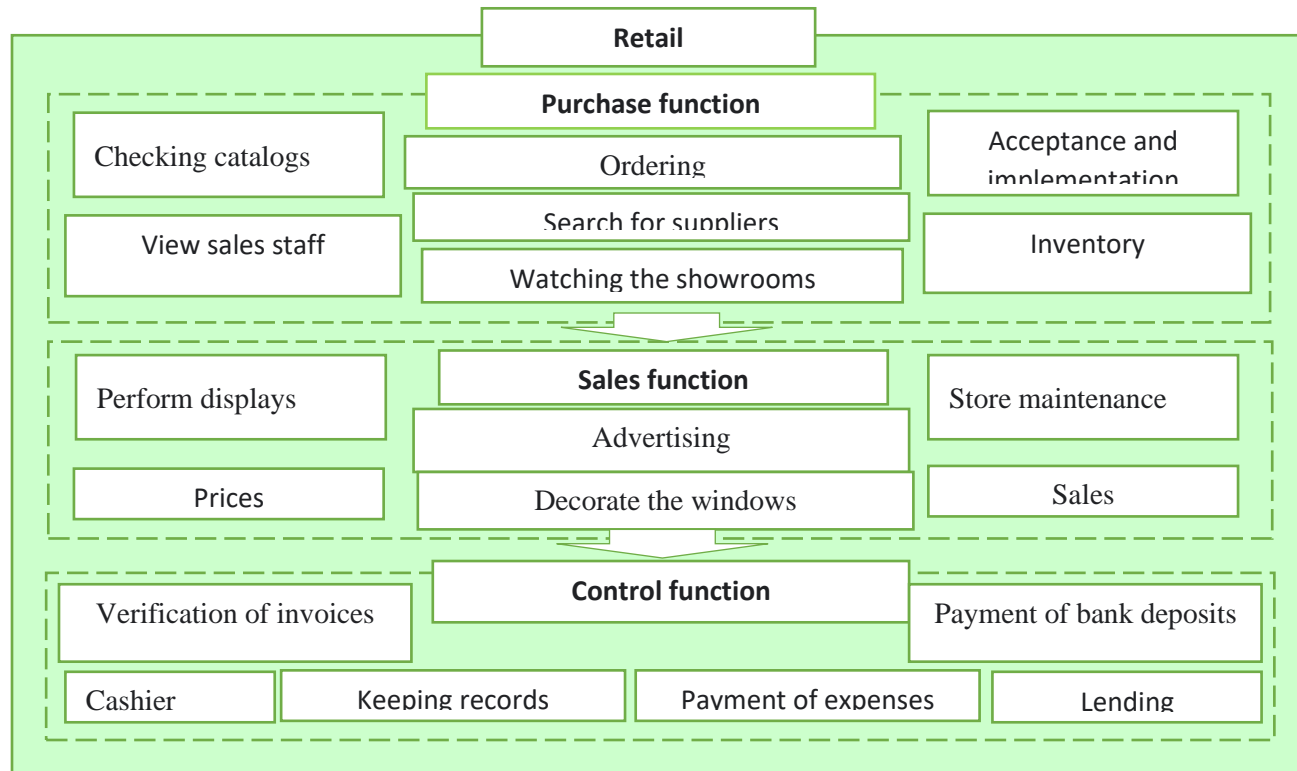 Retail
Purchase function
Checking catalogs
Ordering
Acceptance and
implementation
View sales staff
Search for suppliers
Inventory
Watching the showrooms
Perform displays
Sales function
Store maintenance
Advertising
Prices
Decorate the windows
Sales
Control function
Verification of invoices
Payment of bank deposits
Cashier
Keeping records
Payment of expenses
Lending